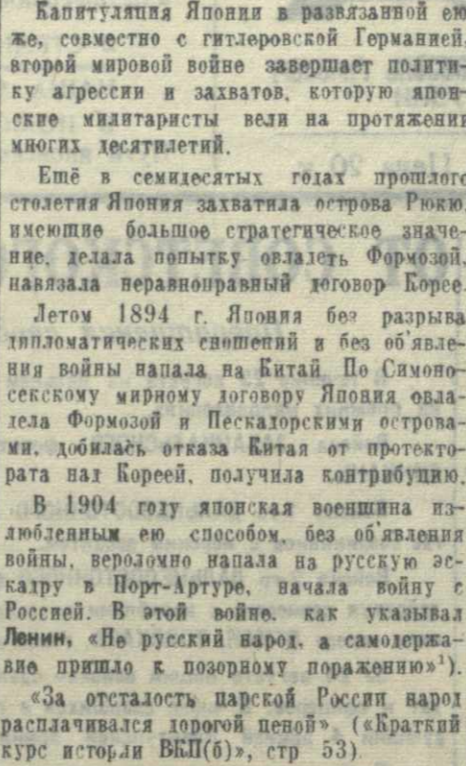 Капитуляция Японии в развязанной ею
же, совместно с гитлеровской Германией,
второй мировой войне завершает полити-
ку агрессии и захватов, которую япон-
ские милитаристы вели на протяжении
многих десятилетий.
Ещё в семидесятых годах прошлого
столетия Япония захватила острова Рюкю,
имеющие большое стратегическое значе-
ние, делала попытку овладеть Формозой,
навязала неравноправный договор Корее.
Летом 1894 г. Япония без разрыва
дипломатических сношений и без об'явле-
ния войны напала на Китай. По Симоно-
секскому мирному договору Япония овла-
дела Формозой и Пескадорскими острова-
ми, добилась отказа Китая от протекто-
рата над Кореей, получила контрибуцию.
В 1904 году японская военщина из-
любленным ею способом, без об'явления
войны, вероломно напала на русскую эс-
кадру в Порт-Артуре, начала войну с
Россией. В этой войне, как указывал
Ленин, «Не русский народ, а самодержа-
вие пришло к позорному поражению»¹).
«За отсталость царской России народ
расплачивался дорогой ценой» («Краткий
курс истории ВКП(б)», стр 53)